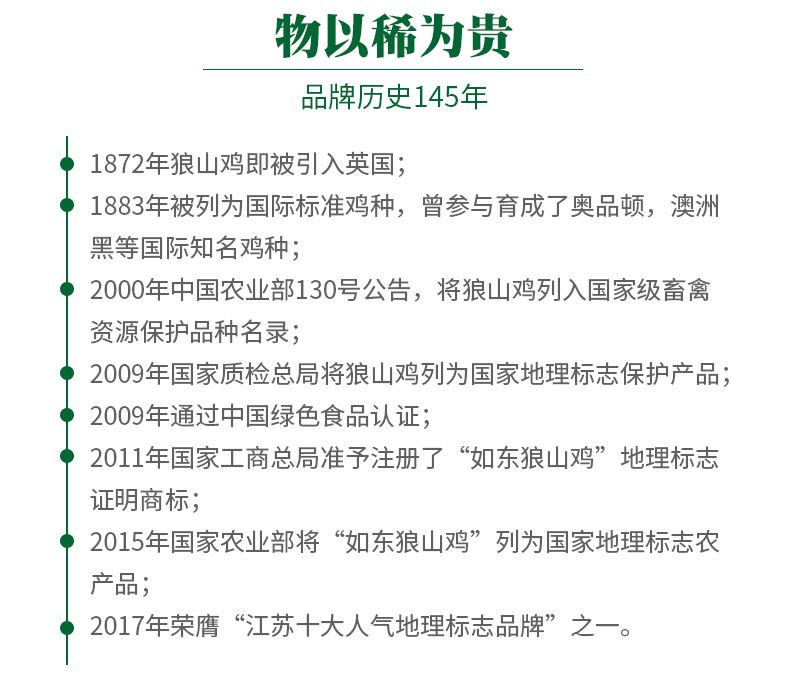 物以稀为贵
品牌历史145年
1872年狼山鸡即被引入英国；
1883年被列为国际标准鸡种，曾参与育成了奥品顿，澳洲
黑等国际知名鸡种；
2000年中国农业部130号公告，将狼山鸡列入国家级畜禽
资源保护品种名录；
2009年国家质检总局将狼山鸡列为国家地理标志保护产品；
2009年通过中国绿色食品认证；
2011年国家工商总局准予注册了“如东狼山鸡”地理标志
证明商标；
2015年国家农业部将“如东狼山鸡”列为国家地理标志农
产品；
2017年荣膺“江苏十大人气地理标志品牌”之一。